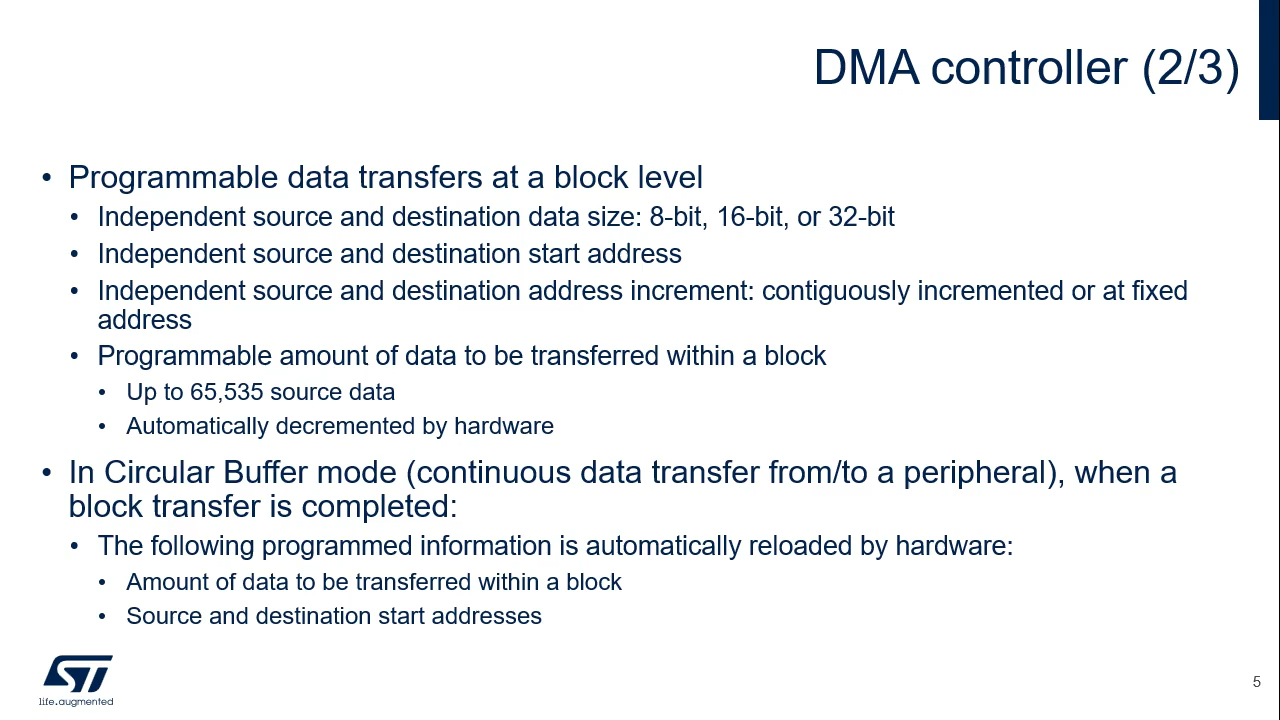 DMA controller (2/3)
• Programmable data transfers at a block level
• Independent source and destination data size: 8-bit, 16-bit, or 32-bit
• Independent source and destination start address
• Independent source and destination address increment: contiguously incremented or at fixed
address
• Programmable amount of data to be transferred within a block
• Up to 65,535 source data
• Automatically decremented by hardware
• In Circular Buffer mode (continuous data transfer from/to a peripheral), when a
block transfer is completed:
• The following programmed information is automatically reloaded by hardware:
• Amount of data to be transferred within a block
• Source and destination start addresses
ST
life.augmented
5